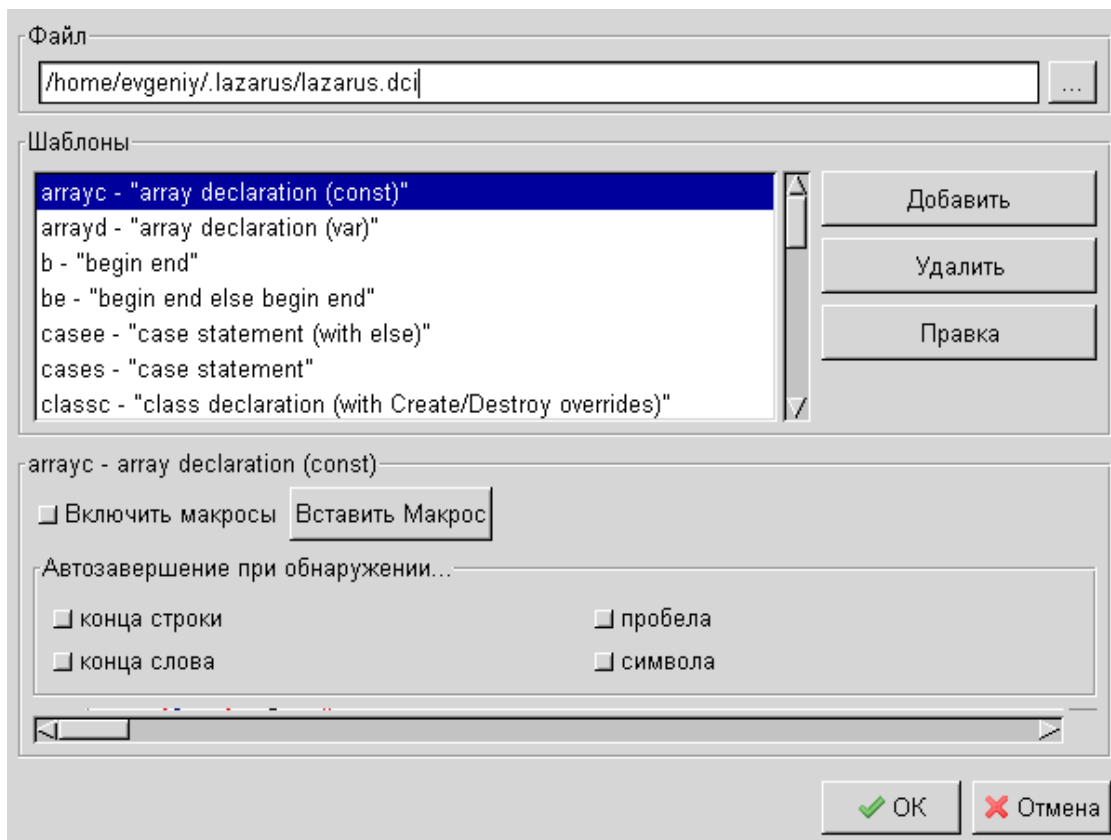 Файл
/home/evgeniy/.lazarus/lazarus.dci
...
Шаблоны
arrayc - "array declaration (const)"
arrayd - "array declaration (var)"
b - "begin end"
be - "begin end else begin end"
casee - "case statement (with else)"
cases - "case statement"
classc - "class declaration (with Create/Destroy overrides)"
Добавить
Удалить
Правка
arrayc - array declaration (const)
Включить макросы Вставить Макрос
Автозавершение при обнаружении...
конца строки пробела
конца слова символа
OK Отмена